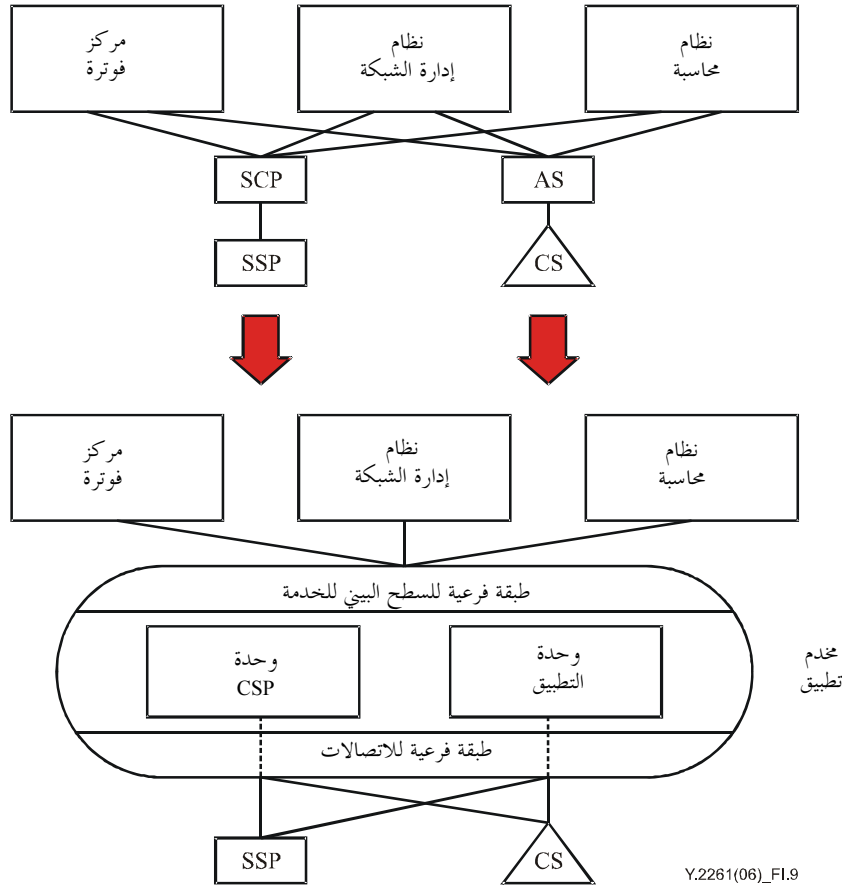 مركز
فوترة
نظام
إدارة الشبكة
نظام
محاسبة
SCP
AS
SSP
CS
مركز
فوترة
نظام
إدارة الشبكة
نظام
محاسبة
طبقة فرعية للسطح البيني للخدمة
وحدة
CSP
وحدة
التطبيق
مخدم
تطبيق
طبقة فرعية للاتصالات
SSP
CS
Y.2261(06)_FI.9